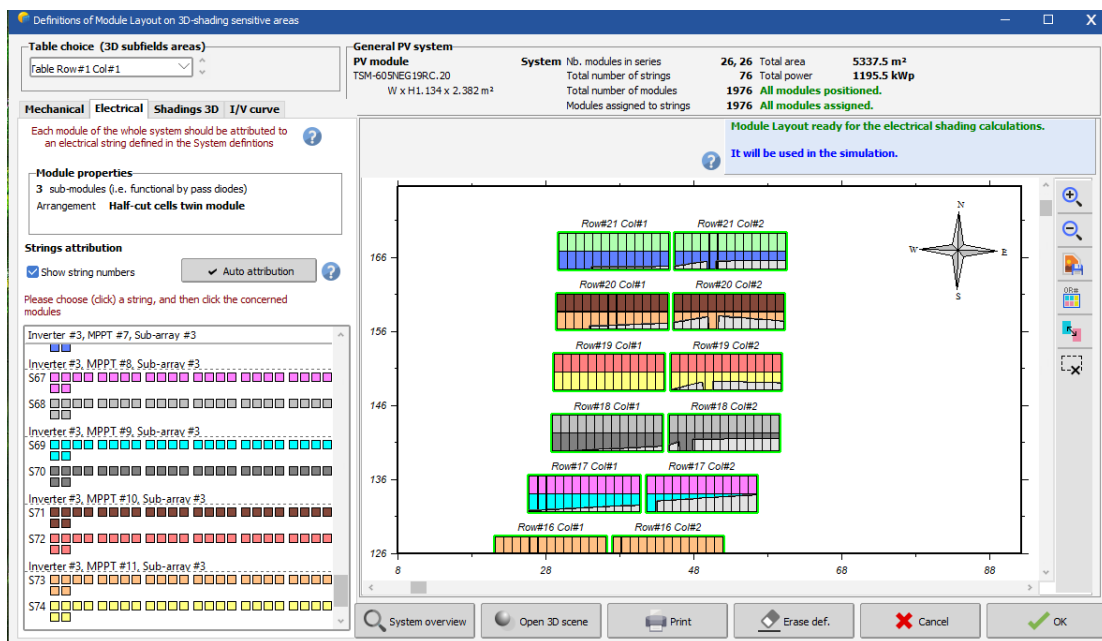 Definitions of Module Layout on 3D-shading sensitive areas
Table choice (3D subfields areas)
Table Row#1 Col#1
General PV system
PV module
TSM-605NEG19RC.20
W x H1.134 x 2.382 m²
System Nb. modules in series 26, 26 Total area 5337.5 m²
Total number of strings 76 Total power 1195.5 kWp
Total number of modules 1976 All modules positioned.
Modules assigned to strings 1976 All modules assigned.
Mechanical Electrical Shadings 3D I/V curve
Each module of the whole system should be attributed to
an electrical string defined in the System defintions
?
Module properties
3 sub-modules (i.e. functional by pass diodes)
Arrangement Half-cut cells twin module
Strings attribution
Show string numbers
Auto attribution
?
Please choose (click) a string, and then click the concerned
modules
Inverter #3, MPPT #7, Sub-array #3
Inverter #3, MPPT #8, Sub-array #3
S67
S68
Inverter #3, MPPT #9, Sub-array #3
S69
S70
Inverter #3, MPPT #10, Sub-array #3
S71
S72
Inverter #3, MPPT #11, Sub-array #3
S73
S74
Module Layout ready for the electrical shading calculations.
?
It will be used in the simulation.
N
W
E
S
Row#21 Col#1 Row#21 Col#2
166
Row#20 Col#1 Row#20 Col#2
156
Row#19 Col#1 Row#19 Col#2
146
Row#18 Col#1 Row#18 Col#2
136
Row#17 Col#1 Row#17 Col#2
Row#16 Col#1 Row#16 Col#2
126
8 28 48 68 88
System overview
Open 3D scene
Print
Erase def.
Cancel
OK